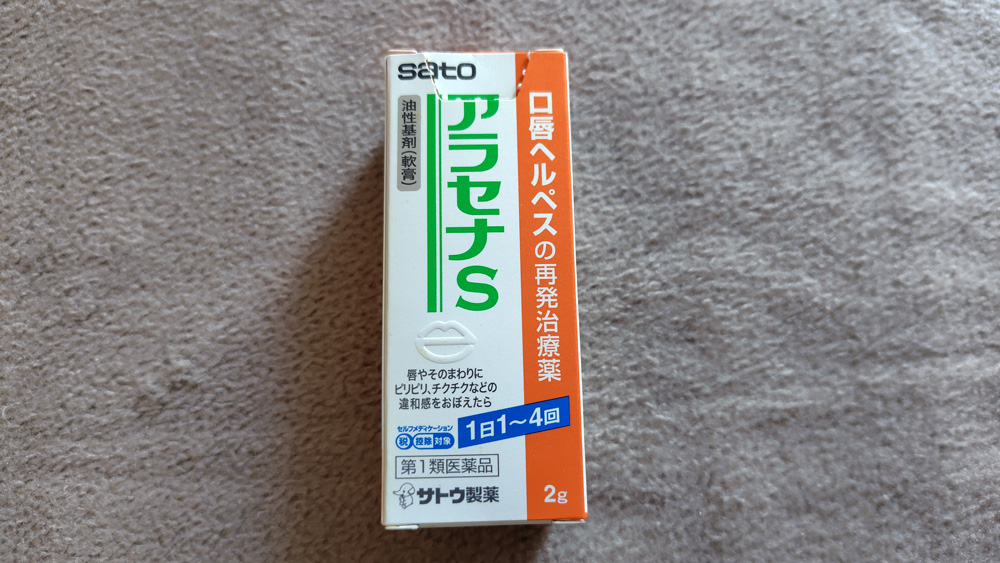 sato
口唇ヘルペスの再発治療薬
アラセナS
油性基剤(軟膏)
唇やそのまわりに
ピリピリ、チクチクなどの
違和感をおぼえたら
セルフメディケーション
税 控除 対象
1日1~4回
第1類医薬品
サトウ製薬
2g